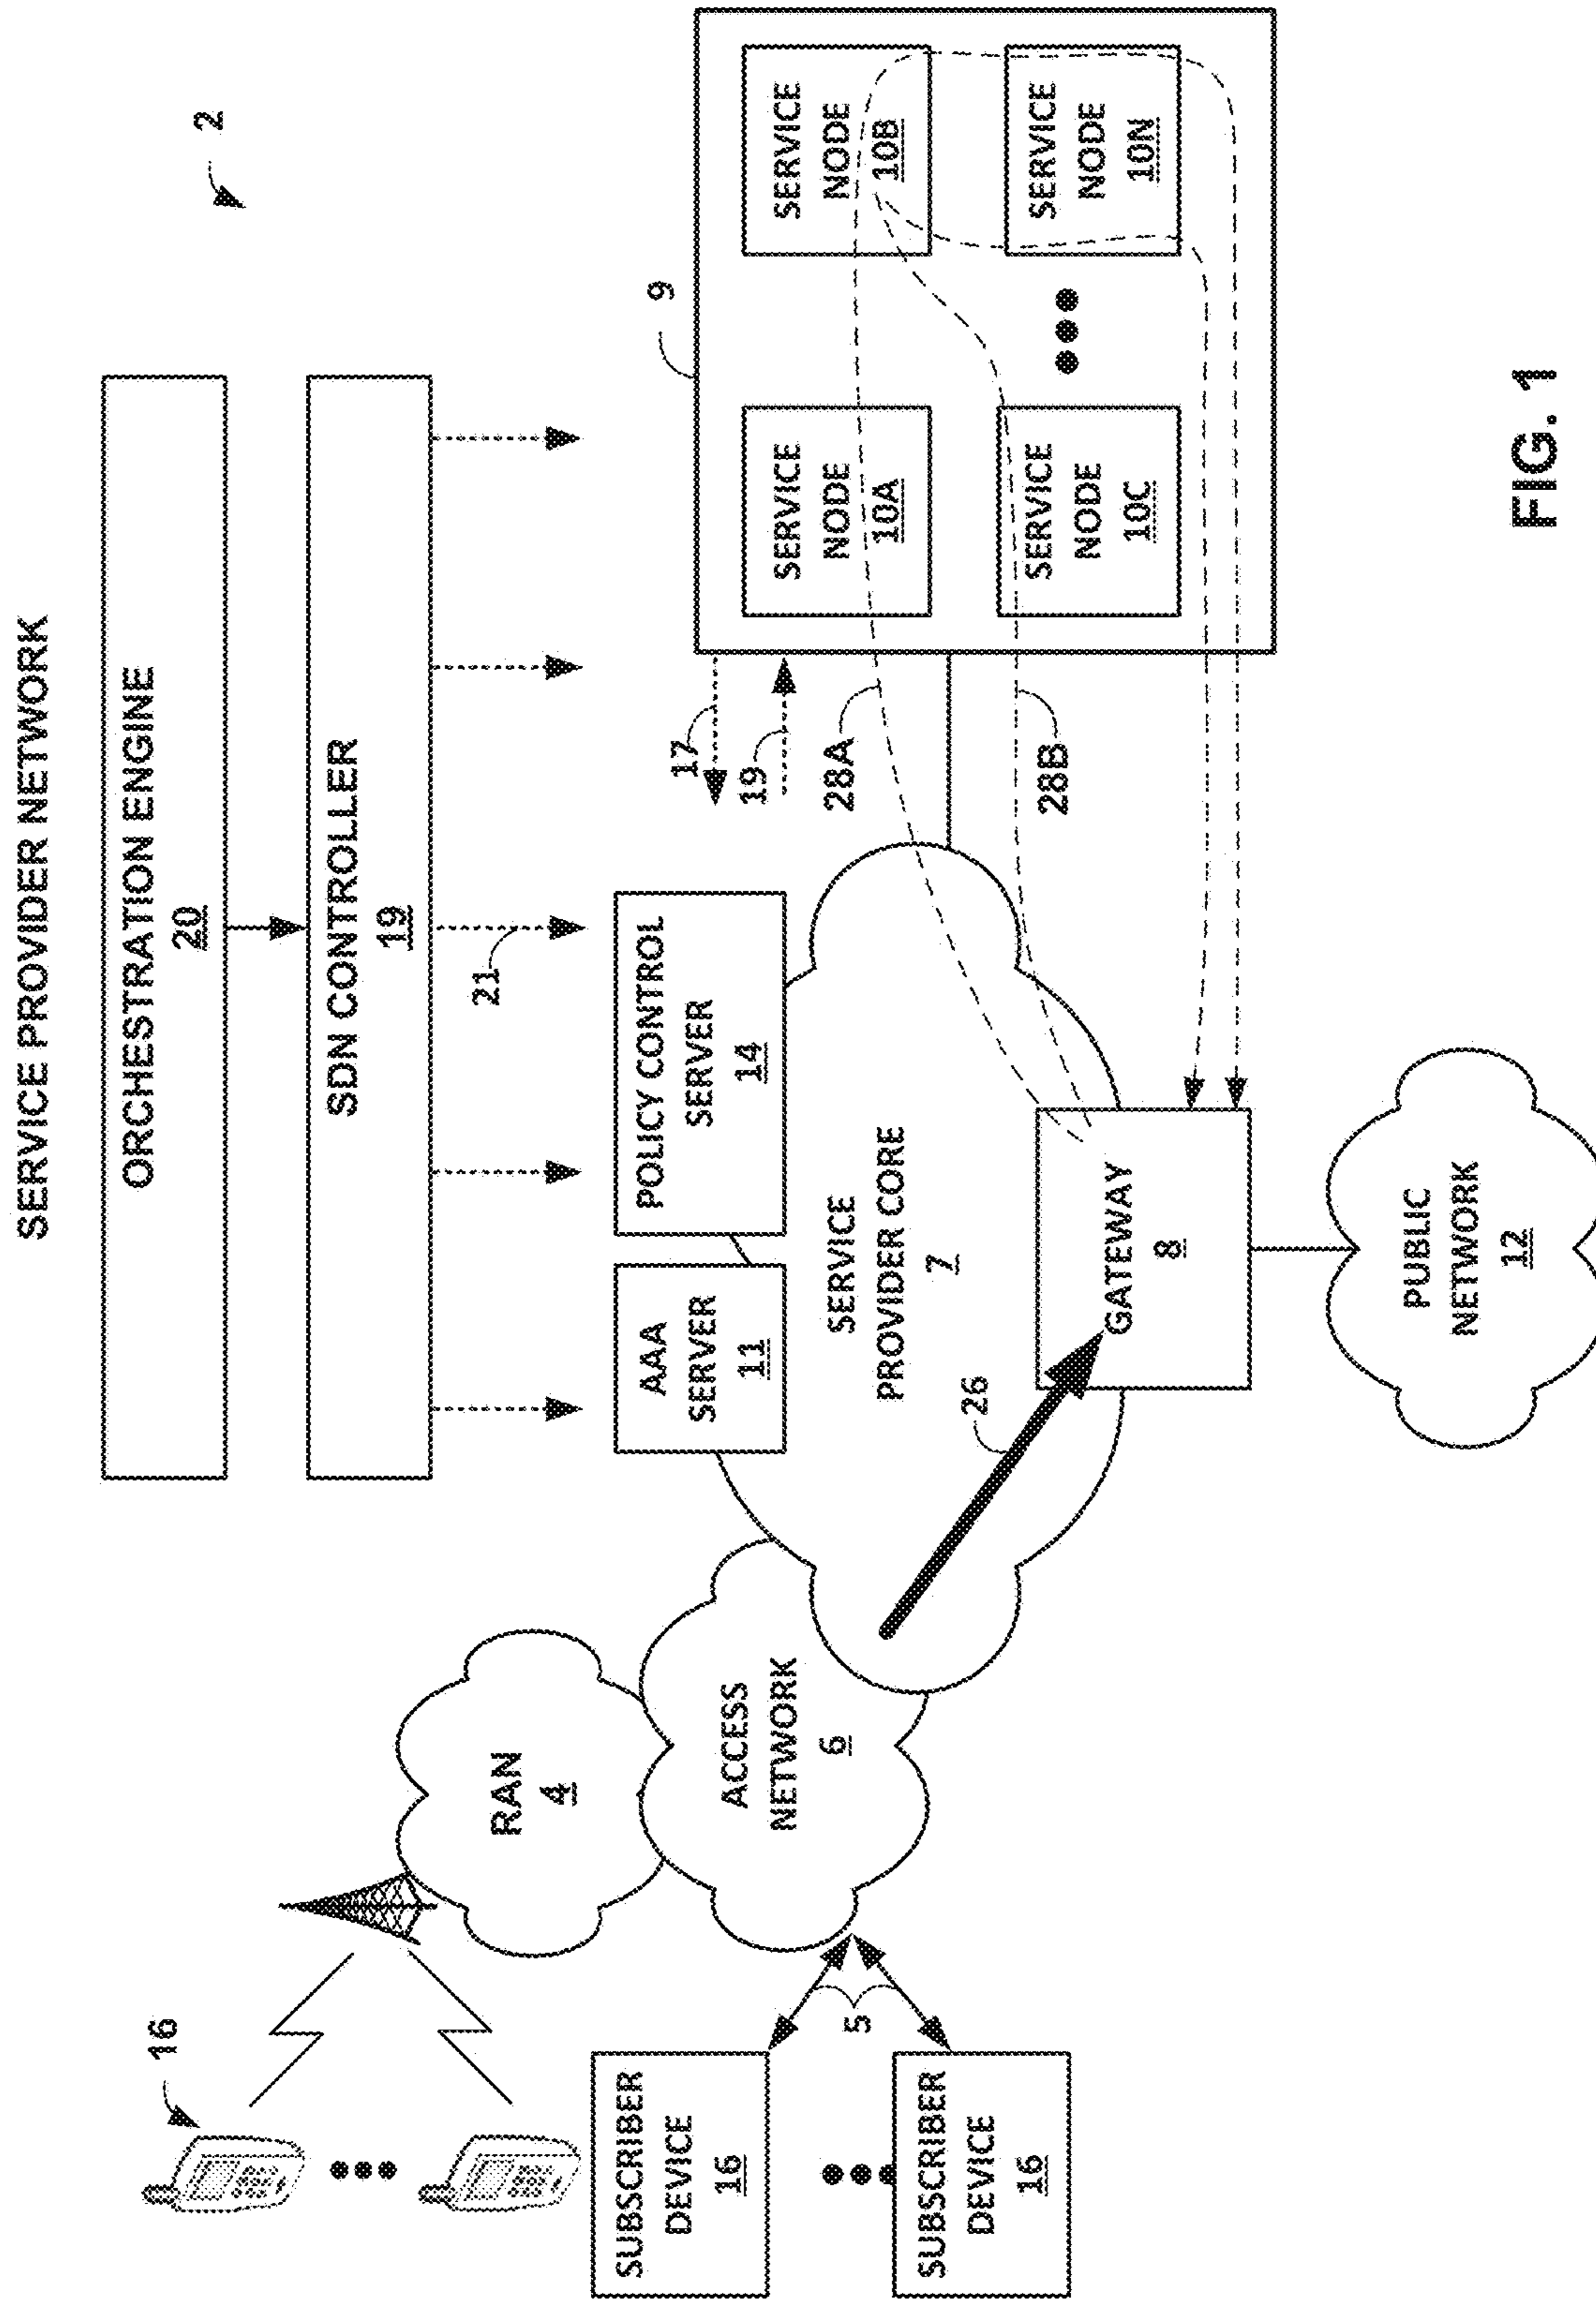 SERVICE PROVIDER NETWORK
2
ORCHESTRATION ENGINE
20
SDN CONTROLLER
19
21
16
RAN
4
ACCESS
NETWORK
6
SUBSCRIBER
DEVICE
16
5
SUBSCRIBER
DEVICE
16
AAA
SERVER
11
POLICY CONTROL
SERVER
14
SERVICE
PROVIDER CORE
7
26
GATEWAY
8
PUBLIC
NETWORK
12
17
19
28A
28B
9
SERVICE
NODE
10A
SERVICE
NODE
10B
SERVICE
NODE
10C
SERVICE
NODE
10N
FIG. 1